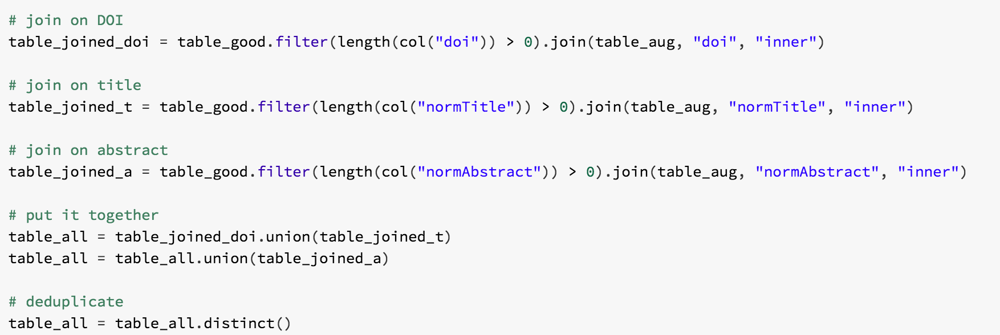 # join on DOI
table_joined_doi = table_good.filter(length(col("doi")) > 0).join(table_aug, "doi", "inner")
# join on title
table_joined_t = table_good.filter(length(col("normTitle")) > 0).join(table_aug, "normTitle", "inner")
# join on abstract
table_joined_a = table_good.filter(length(col("normAbstract")) > 0).join(table_aug, "normAbstract", "inner")
# put it together
table_all = table_joined_doi.union(table_joined_t)
table_all = table_all.union(table_joined_a)
# deduplicate
table_all = table_all.distinct()